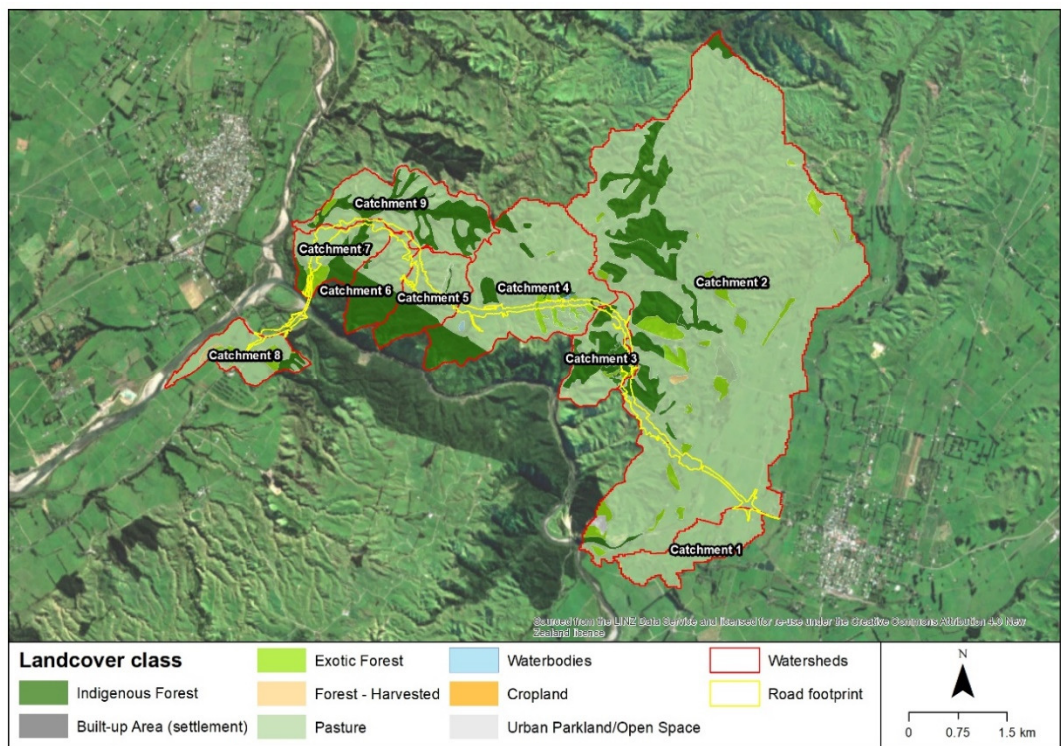 Catchment 9
Catchment 7
Catchment 6
Catchment 5
Catchment 4
Catchment 2
Catchment 3
Catchment 8
Catchment 1
Sourced from the LINZ Data Service and licensed for re-use under the Creative Commons Attribution 4.0 New
Zealand licence
Landcover class
Indigenous Forest
Built-up Area (settlement)
Exotic Forest
Forest - Harvested
Pasture
Waterbodies
Cropland
Urban Parkland/Open Space
Watersheds
Road footprint
N
0 0.75 1.5 km